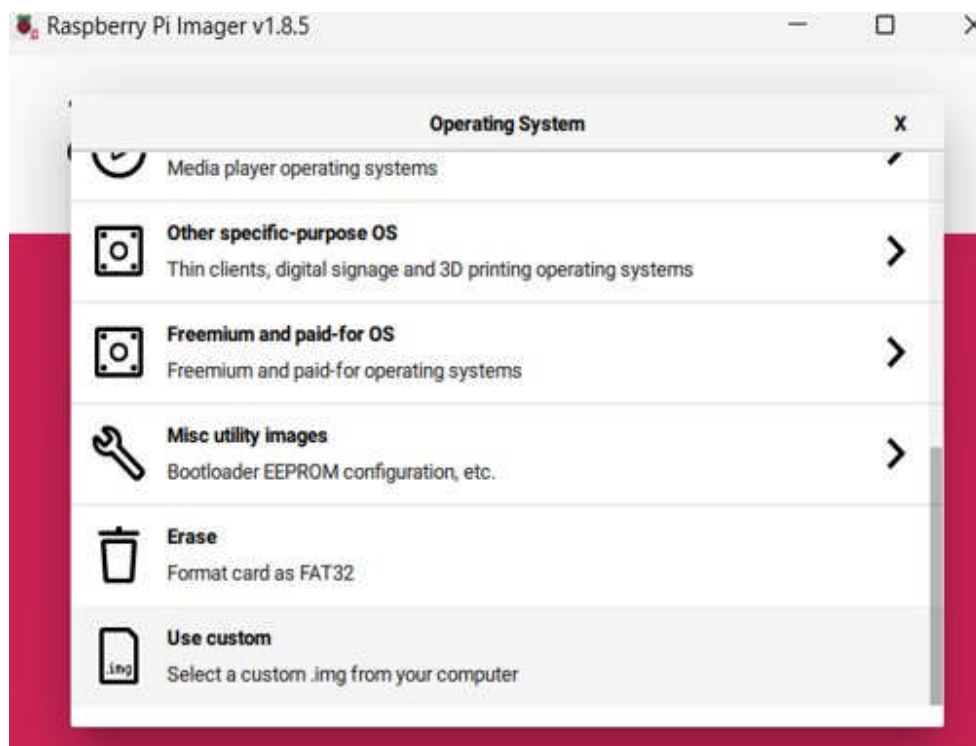 Raspberry Pi Imager v1.8.5
Operating System X
Media player operating systems
Other specific-purpose OS
Thin clients, digital signage and 3D printing operating systems
Freemium and paid-for OS
Freemium and paid-for operating systems
Misc utility images
Bootloader EEPROM configuration, etc.
Erase
Format card as FAT32
Use custom
.img
Select a custom .img from your computer